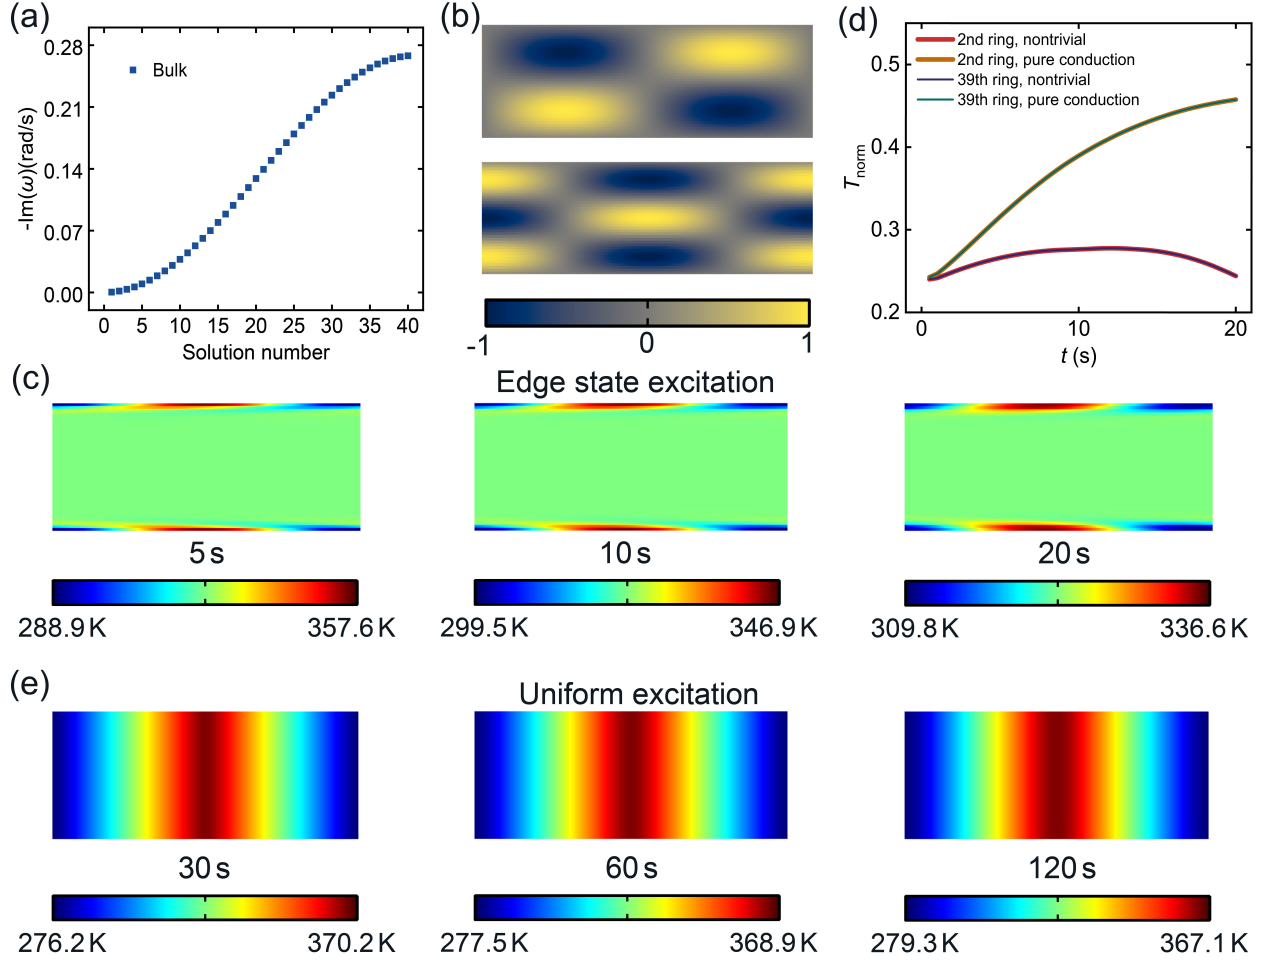 (a)
-Im(ω)(rad/s)
0.28
0.21
0.14
0.07
0.00
Bulk
0 5 10 15 20 25 30 35 40
Solution number
(b)
-1 0 1
(d)
T_norm
0.5
0.4
0.3
0.2
2nd ring, nontrivial
2nd ring, pure conduction
39th ring, nontrivial
39th ring, pure conduction
0 10 20
t (s)
(c)
Edge state excitation
5 s 10 s 20 s
288.9 K 357.6 K 299.5 K 346.9 K 309.8 K 336.6 K
(e)
Uniform excitation
30 s 60 s 120 s
276.2 K 370.2 K 277.5 K 368.9 K 279.3 K 367.1 K